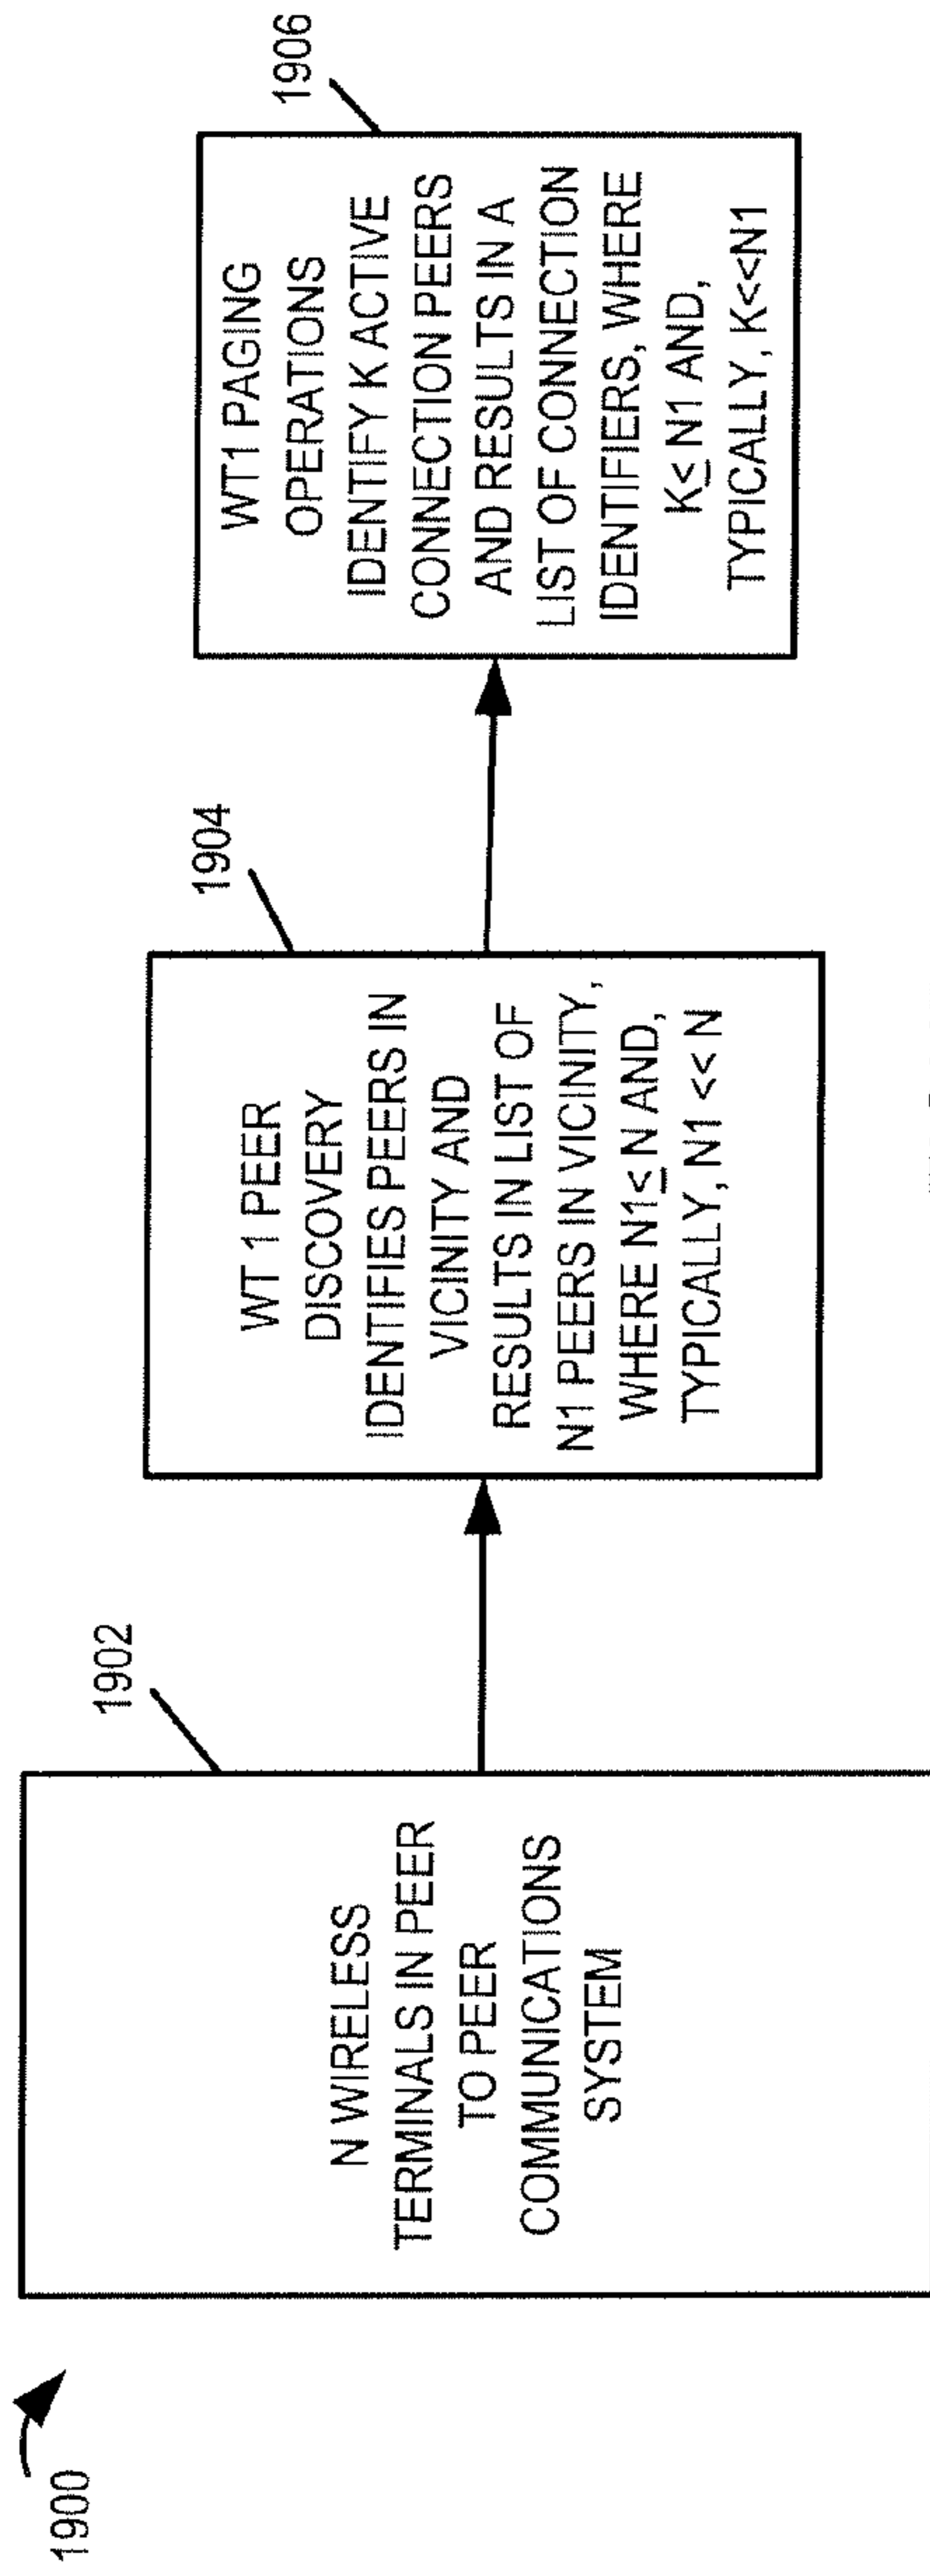 1900
1902
N WIRELESS
TERMINALS IN PEER
TO PEER
COMMUNICATIONS
SYSTEM
1904
WT 1 PEER
DISCOVERY
IDENTIFIES PEERS IN
VICINITY AND
RESULTS IN LIST OF
N1 PEERS IN VICINITY,
WHERE N1≤ N AND,
TYPICALLY, N1 << N
1906
WT1 PAGING
OPERATIONS
IDENTIFY K ACTIVE
CONNECTION PEERS
AND RESULTS IN A
LIST OF CONNECTION
IDENTIFIERS, WHERE
K≤ N1 AND,
TYPICALLY, K<<N1